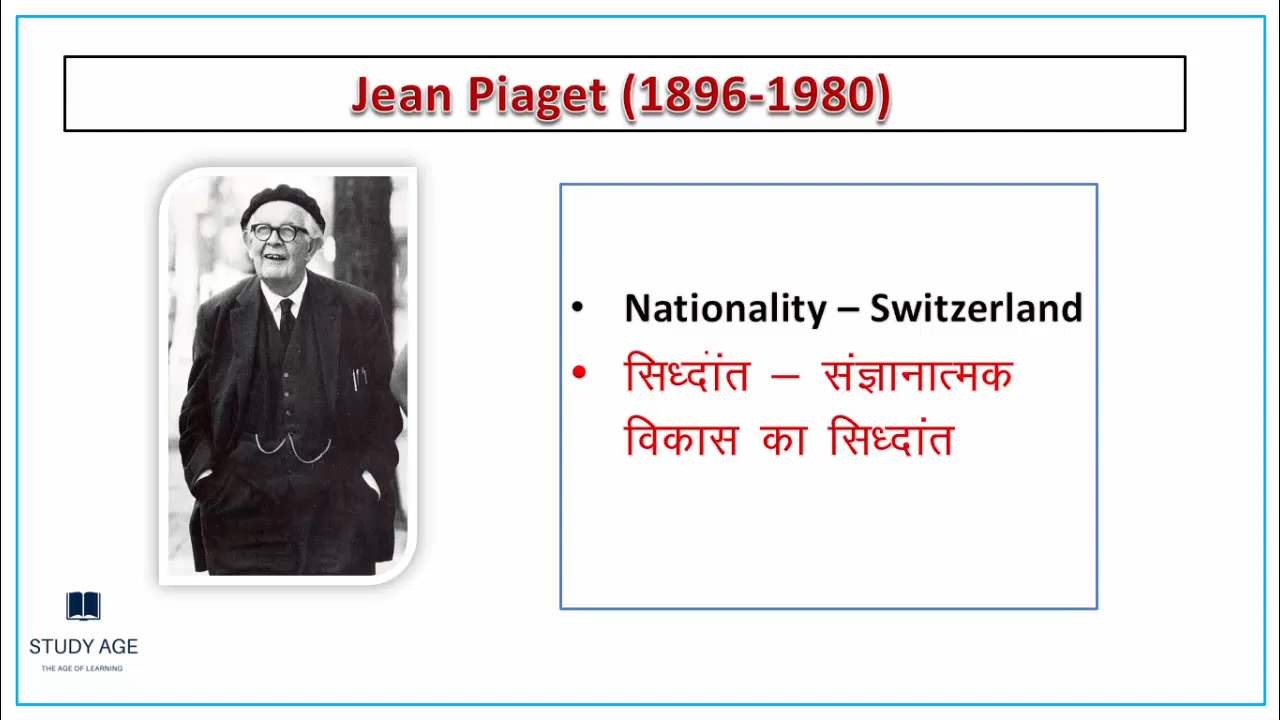 Jean Piaget (1896-1980)
• Nationality – Switzerland
• सिध्दांत – संज्ञानात्मक
विकास का सिध्दांत
STUDY AGE
THE AGE OF LEARNING